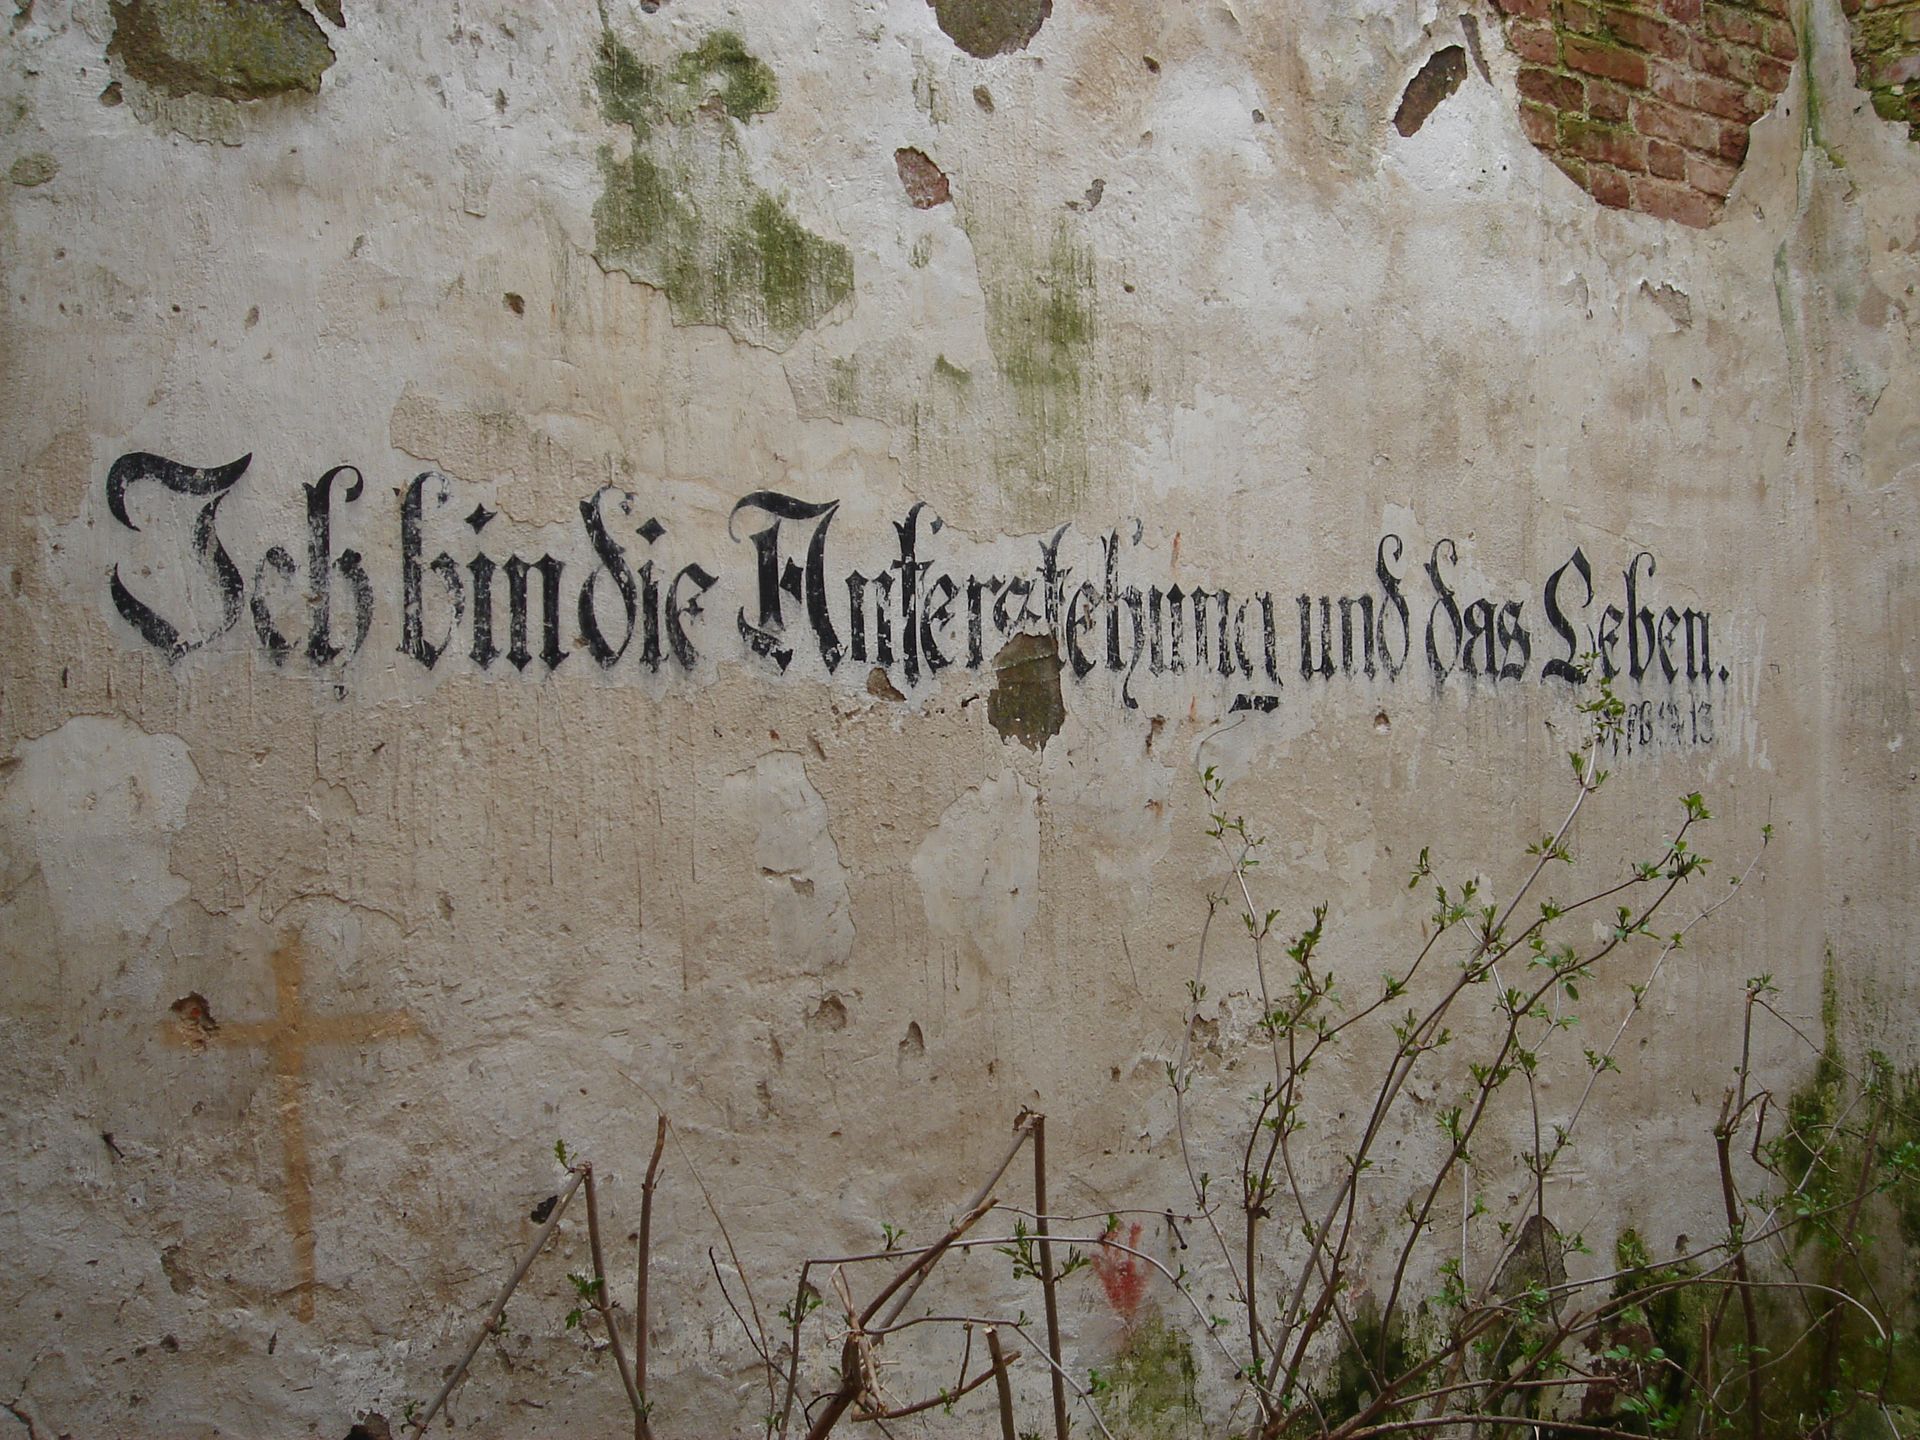 Ich bin die Auferstehung und das Leben.